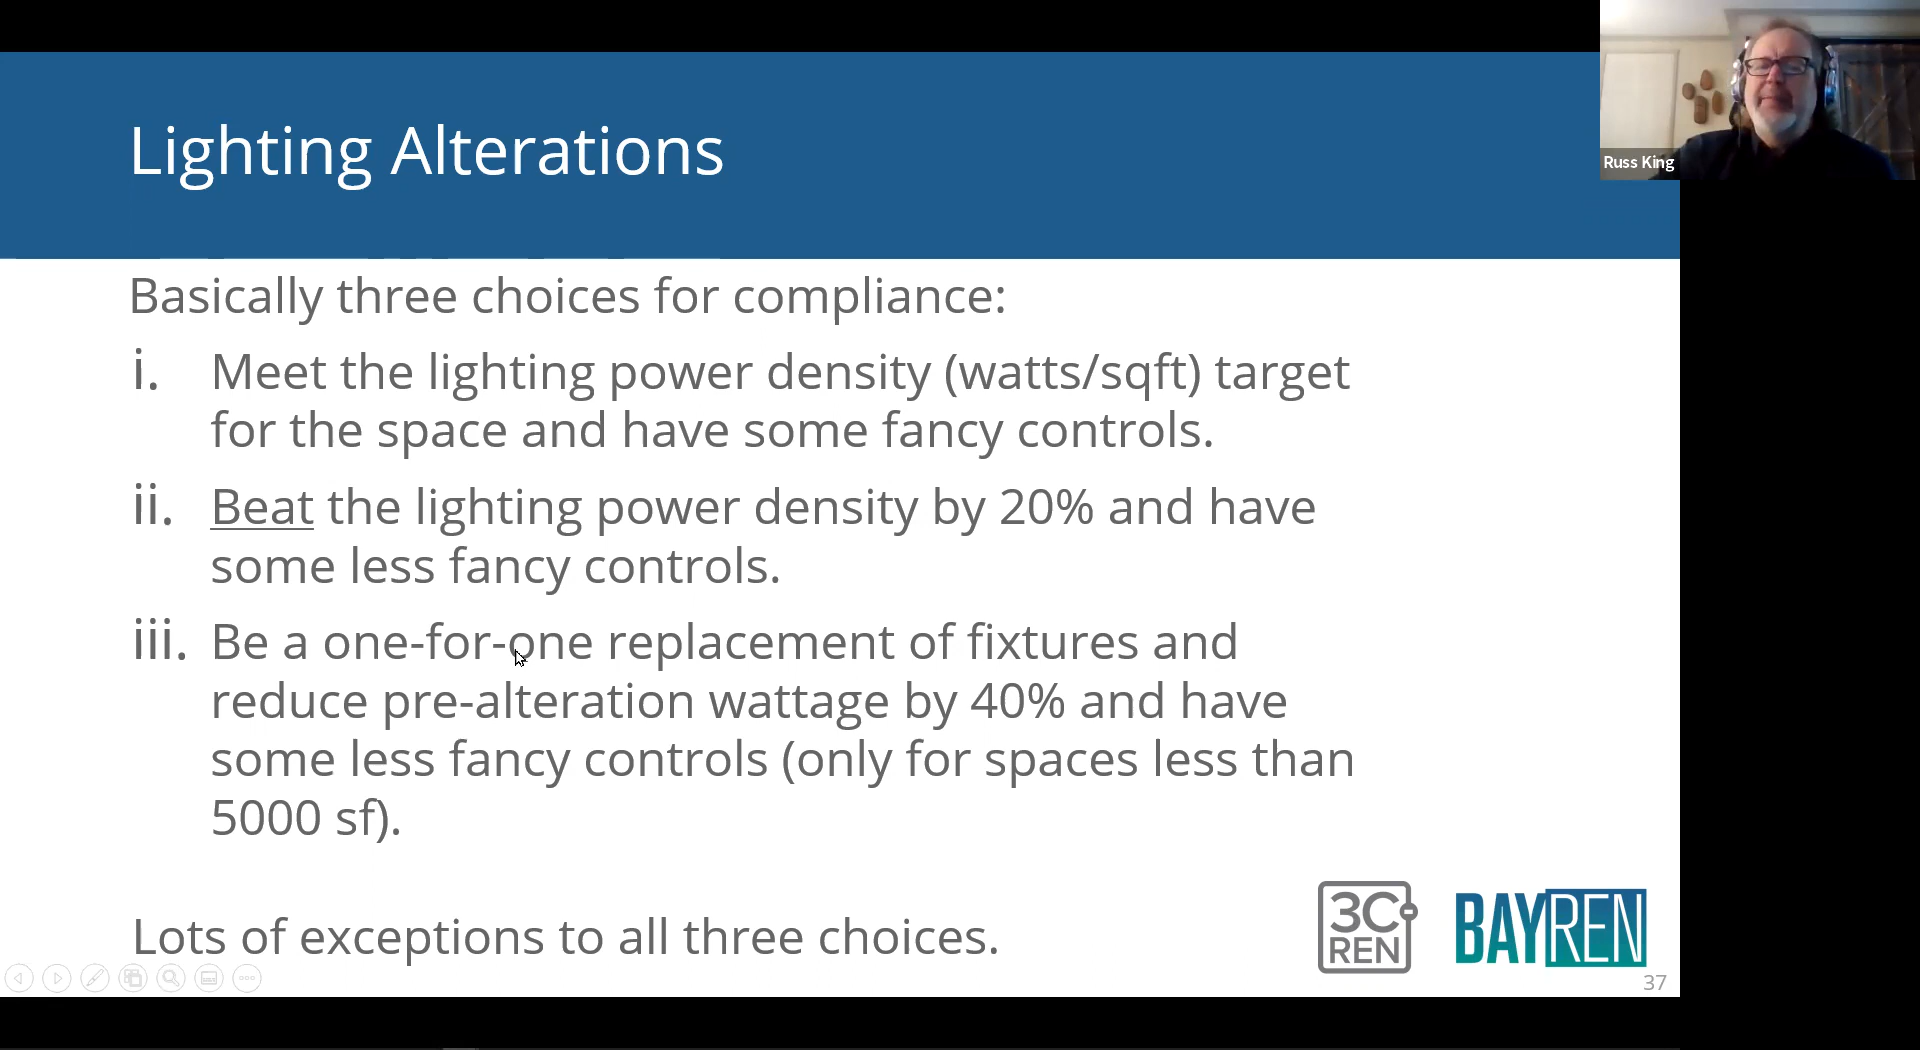 Lighting Alterations
Russ King
Basically three choices for compliance:
i. Meet the lighting power density (watts/sqft) target
for the space and have some fancy controls.
ii. Beat the lighting power density by 20% and have
some less fancy controls.
iii. Be a one-for-one replacement of fixtures and
reduce pre-alteration wattage by 40% and have
some less fancy controls (only for spaces less than
5000 sf).
Lots of exceptions to all three choices.
3C
REN
BAYREN
37